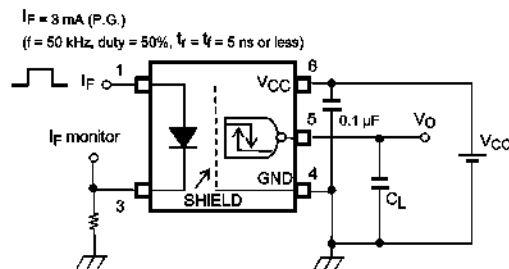 IF = 3 mA (P.G.)
(f = 50 kHz, duty = 50%, tr = tf = 5 ns or less)
IF
1
6
VCC
0.1 µF
5
VO
VCC
IF monitor
GND
4
CL
3
SHIELD